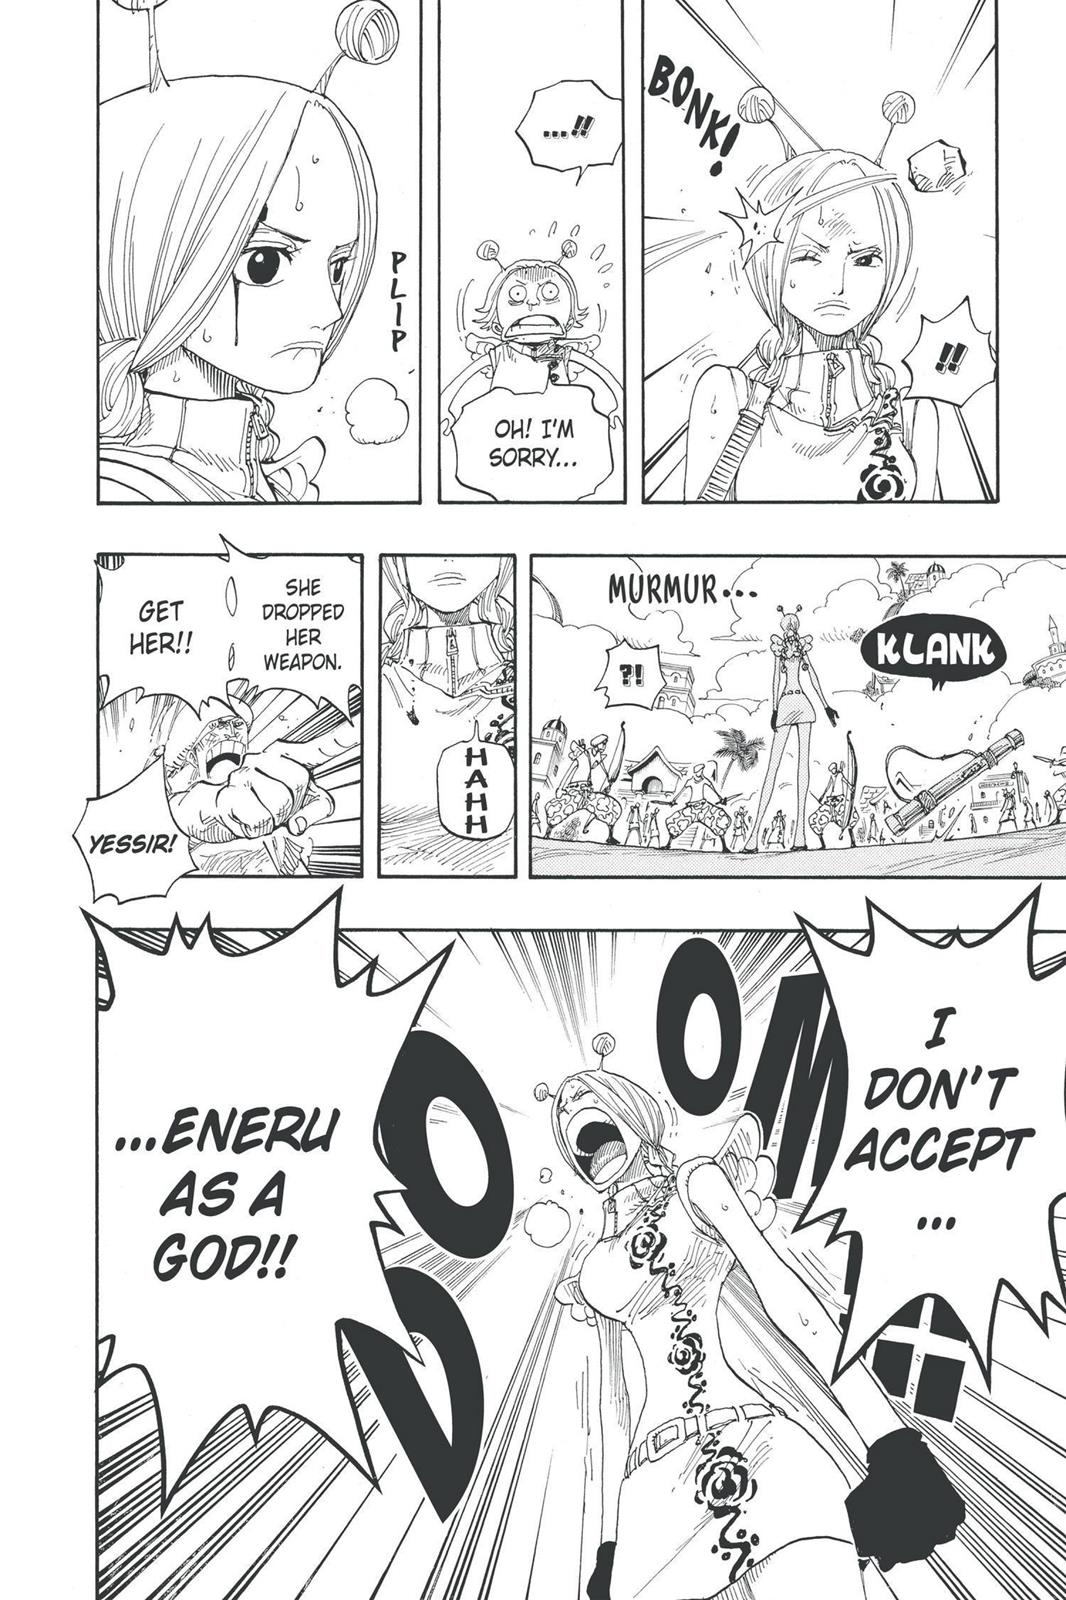 BONK!
!!
...!!
OH! I'M
SORRY...
PLIP
MURMUR...
?!
KLANK
HAHH
SHE
DROPPED
HER
WEAPON.
GET
HER!!
YESSIR!
I
DON'T
ACCEPT
...
...ENERU
AS A
GOD!!
DOOM